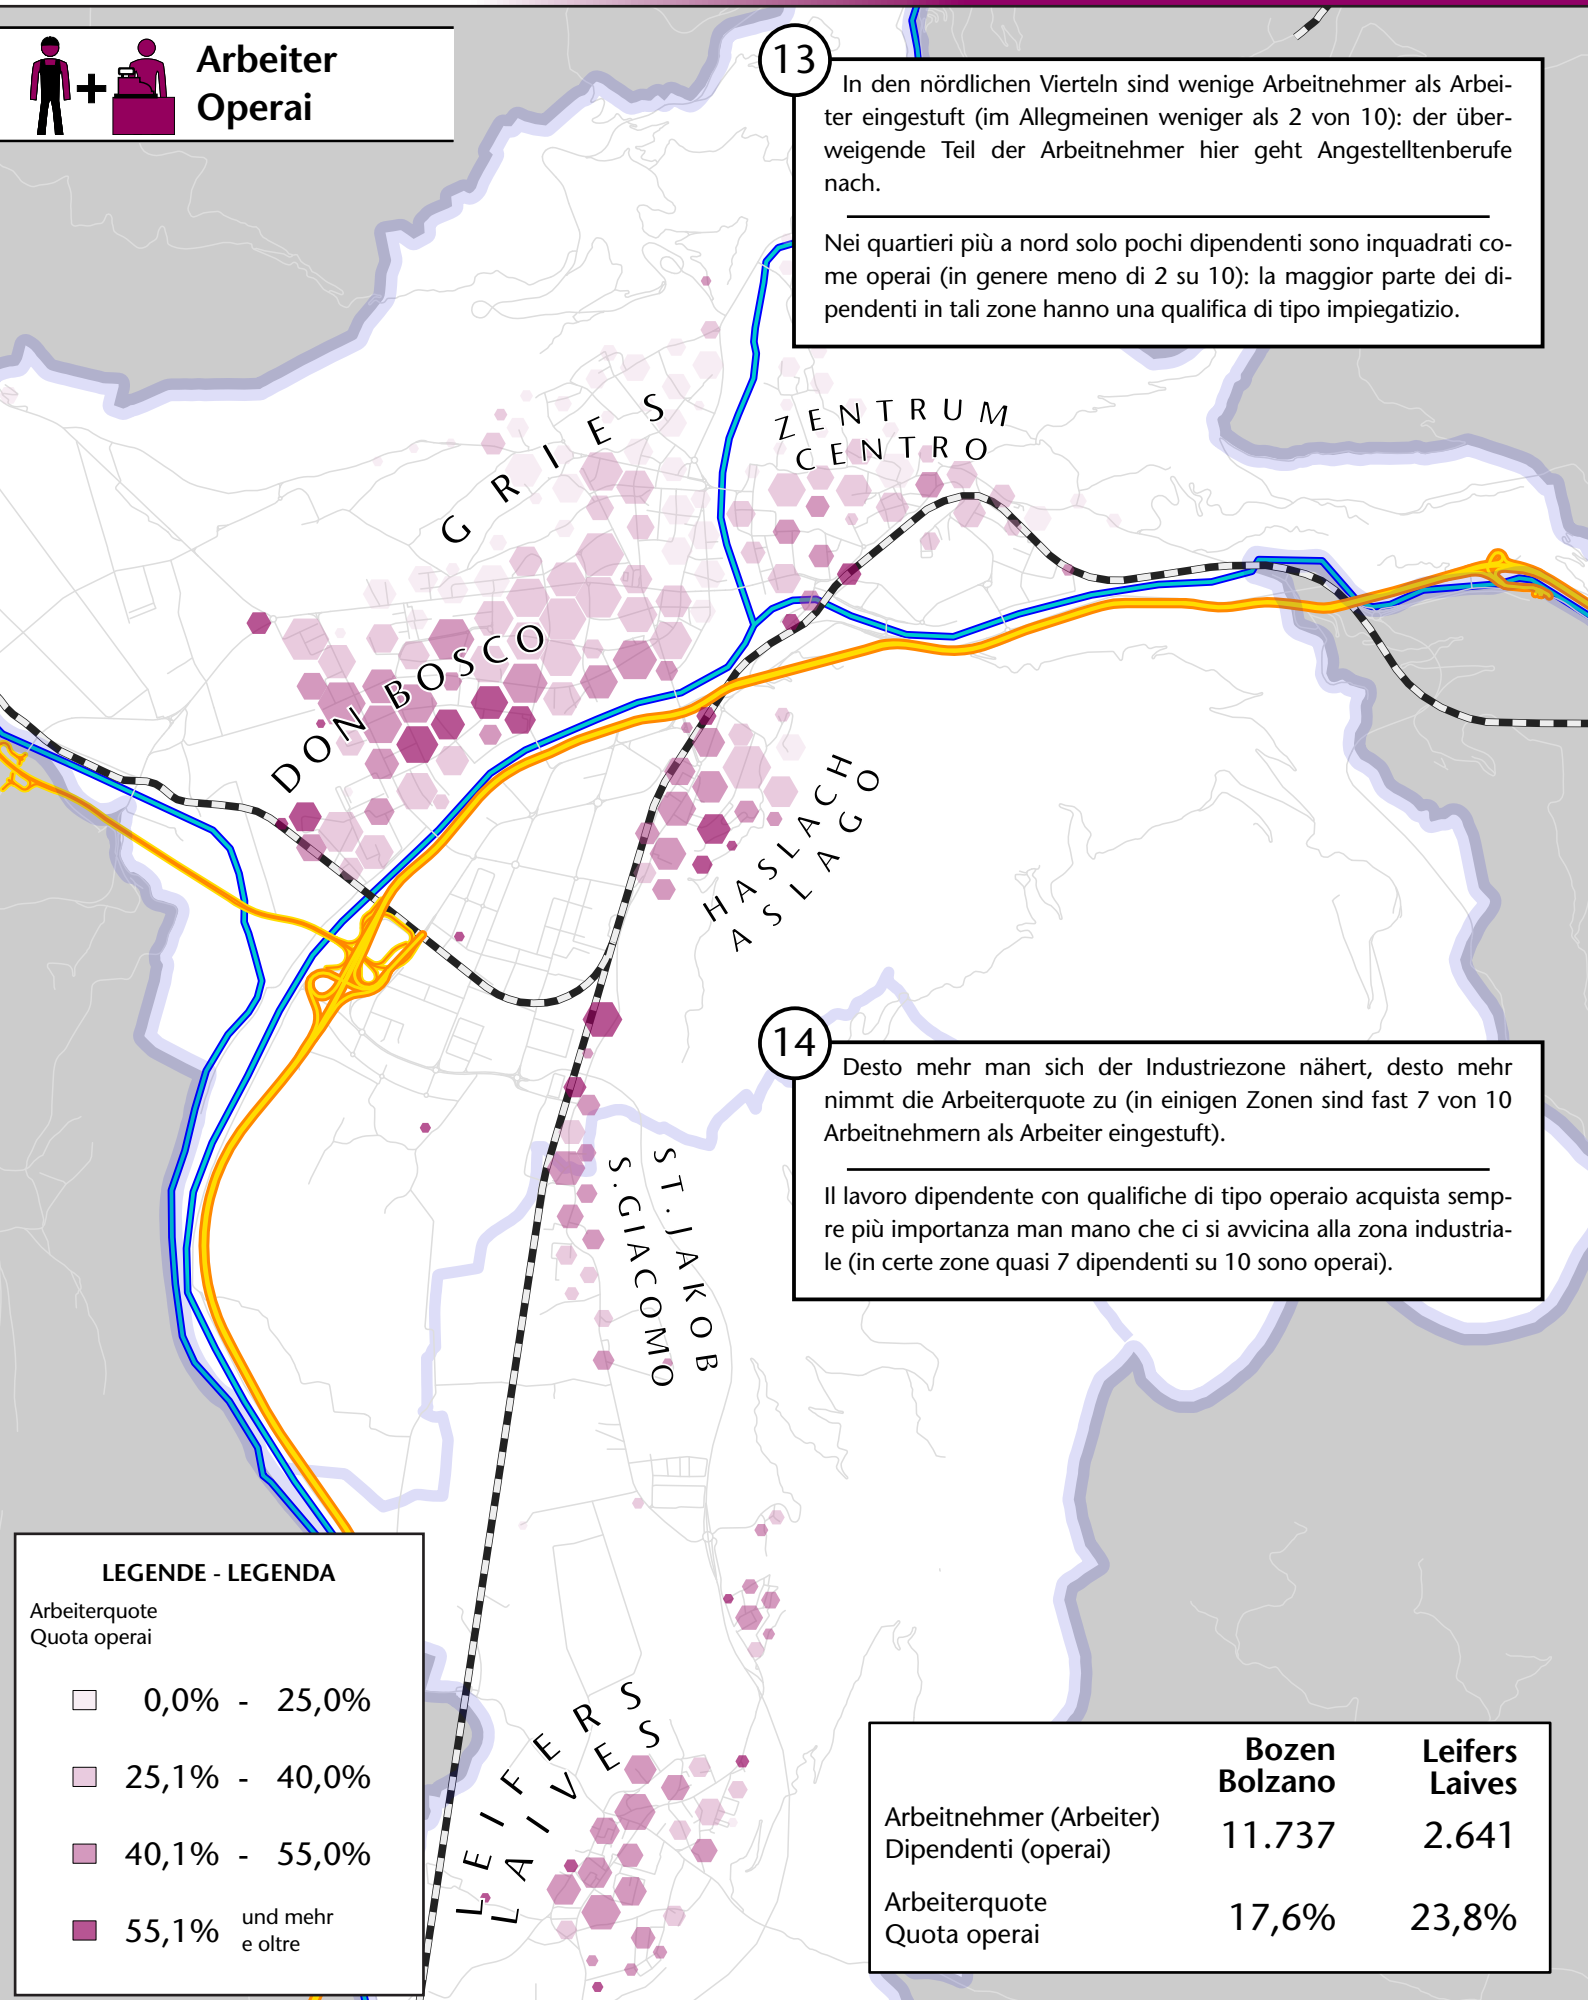 Arbeiter
Operai
13
In den nördlichen Vierteln sind wenige Arbeitnehmer als Arbei-
ter eingestuft (im Allegmeinen weniger als 2 von 10): der über-
weigende Teil der Arbeitnehmer hier geht Angestelltenberufe
nach.
Nei quartieri più a nord solo pochi dipendenti sono inquadrati co-
me operai (in genere meno di 2 su 10): la maggior parte dei di-
pendenti in tali zone hanno una qualifica di tipo impiegatizio.
GRIES
ZENTRUM
CENTRO
DON BOSCO
HASLACH
ASLAGO
14
Desto mehr man sich der Industriezone nähert, desto mehr
nimmt die Arbeiterquote zu (in einigen Zonen sind fast 7 von 10
Arbeitnehmern als Arbeiter eingestuft).
Il lavoro dipendente con qualifiche di tipo operaio acquista semp-
re più importanza man mano che ci si avvicina alla zona industria-
le (in certe zone quasi 7 dipendenti su 10 sono operai).
ST. JAKOB
S. GIACOMO
LEIFERS
LAIVES
LEGENDE - LEGENDA
Arbeiterquote
Quota operai
0,0% - 25,0%
25,1% - 40,0%
40,1% - 55,0%
55,1% und mehr
e oltre
Bozen Leifers
Bolzano Laives
Arbeitnehmer (Arbeiter)
Dipendenti (operai) 11.737 2.641
Arbeiterquote
Quota operai 17,6% 23,8%